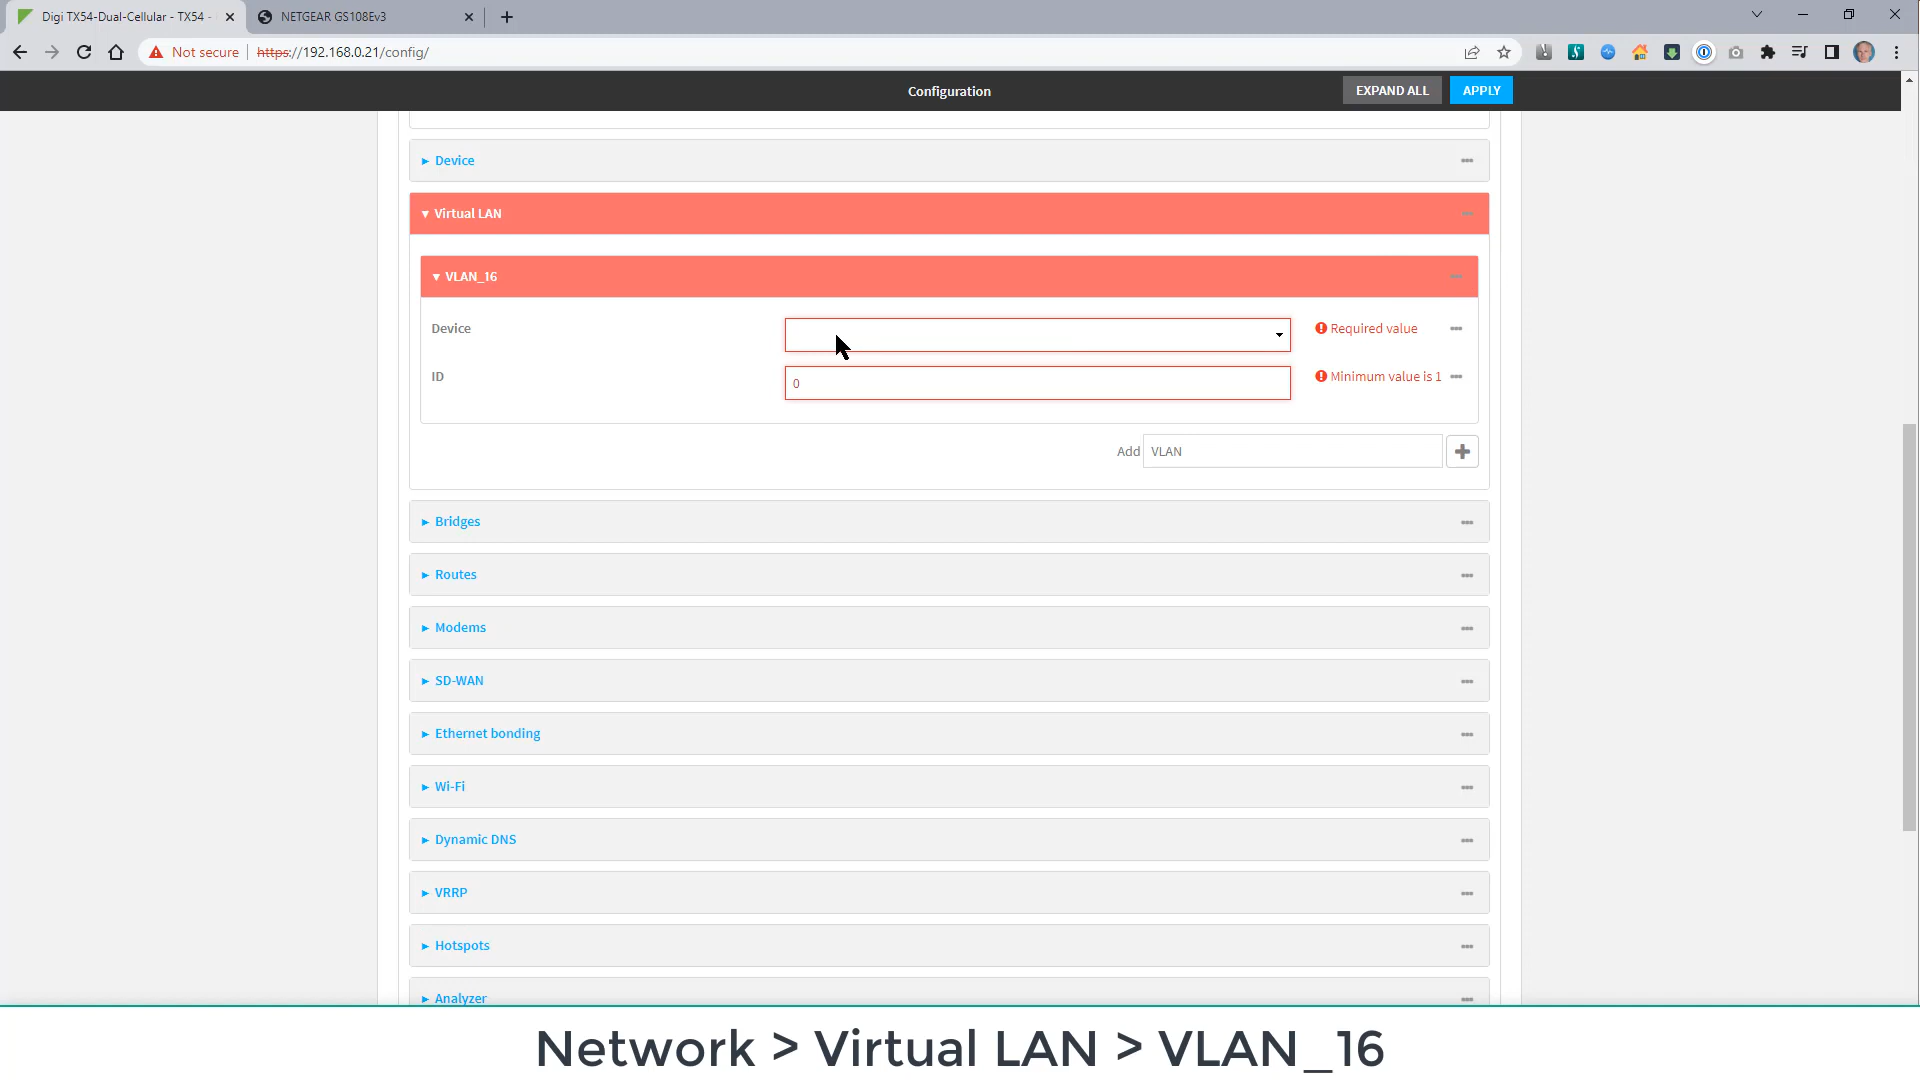 Digi TX54-Dual-Cellular - TX54 -
NETGEAR GS108Ev3
Not secure
https://192.168.0.21/config/
Configuration
EXPAND ALL
APPLY
Device
Virtual LAN
VLAN_16
Device
Required value
ID
0
Minimum value is 1
Add
VLAN
Bridges
Routes
Modems
SD-WAN
Ethernet bonding
Wi-Fi
Dynamic DNS
VRRP
Hotspots
Analyzer
Network > Virtual LAN > VLAN_16